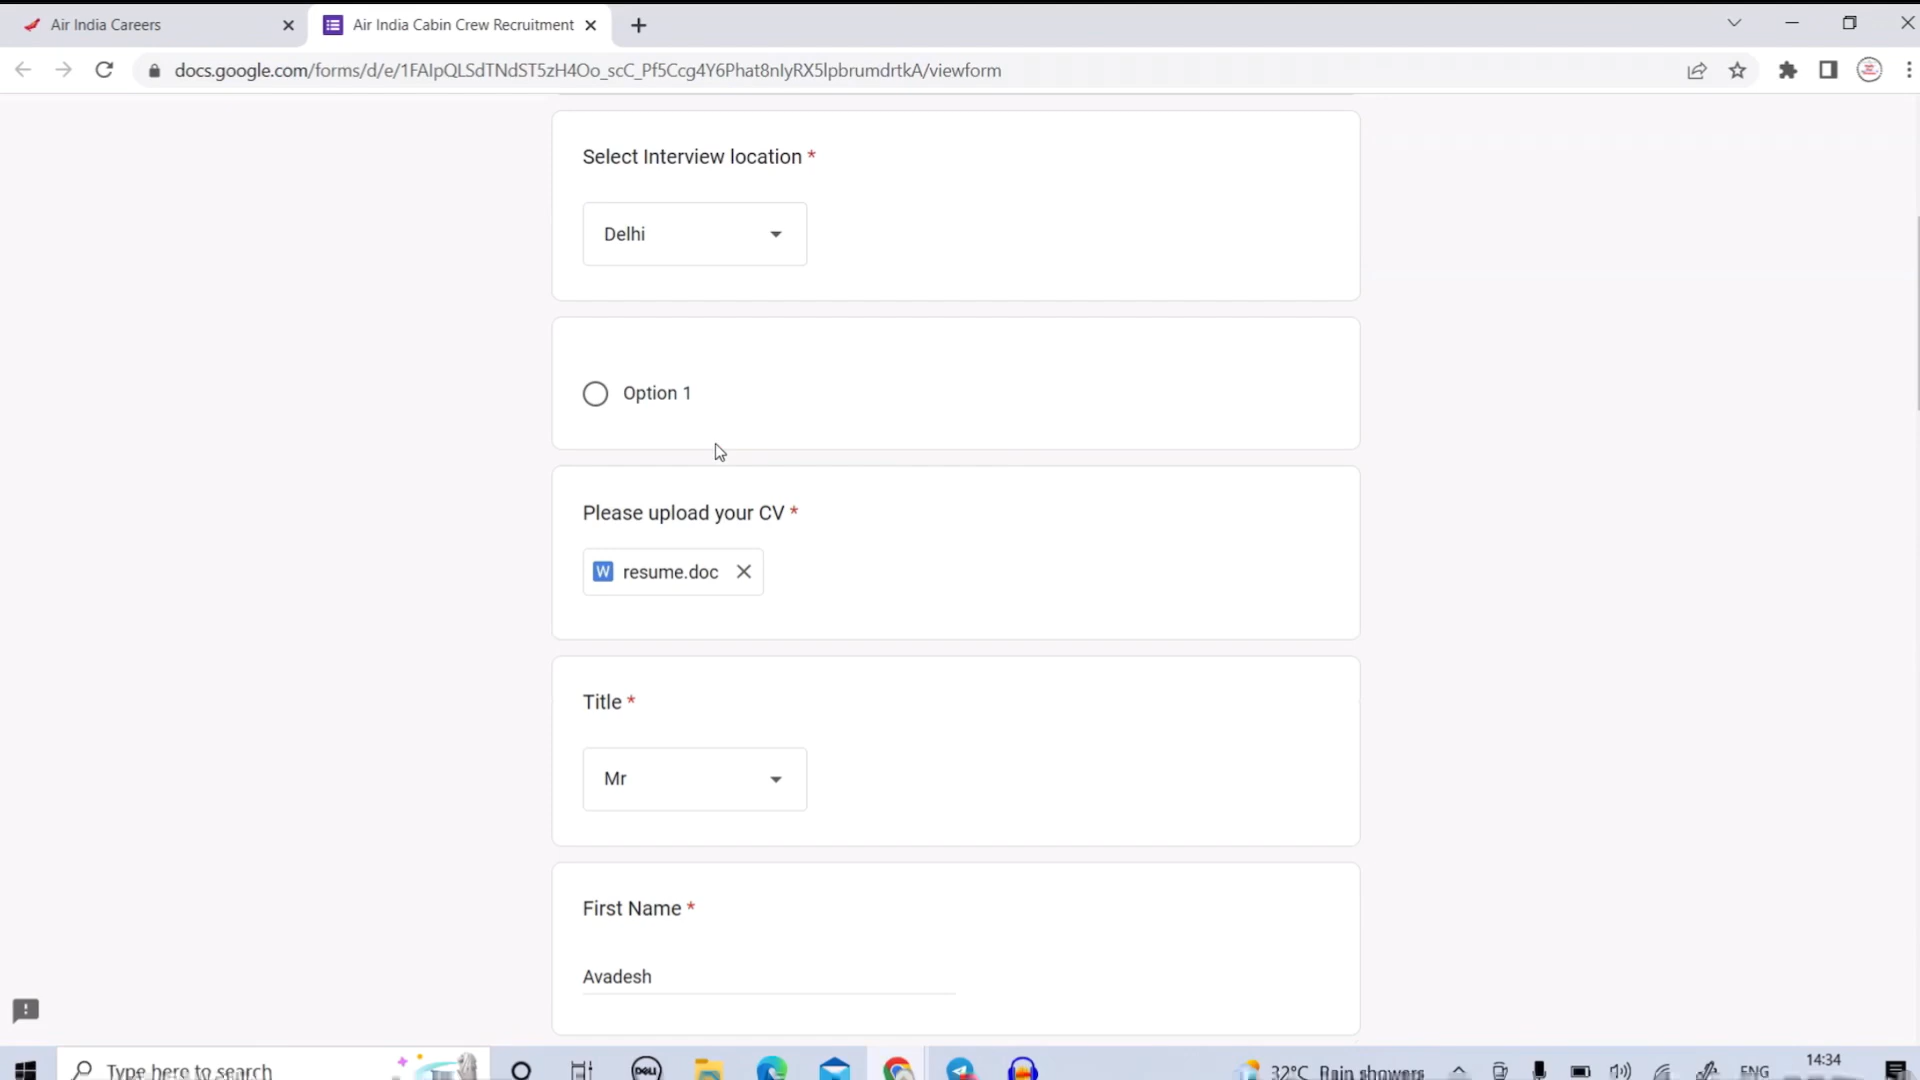 Air India Careers
Air India Cabin Crew Recruitment
docs.google.com/forms/d/e/1FAIpQLSdTNdST5zH4Oo_scC_Pf5Ccg4Y6Phat8nIyRX5lpbrumdrtkA/viewform
Select Interview location *
Delhi
Option 1
Please upload your CV *
W resume.doc
Title *
Mr
First Name *
Avadesh
Type here to search
DELL
32°C Rain showers
ENG
14:34